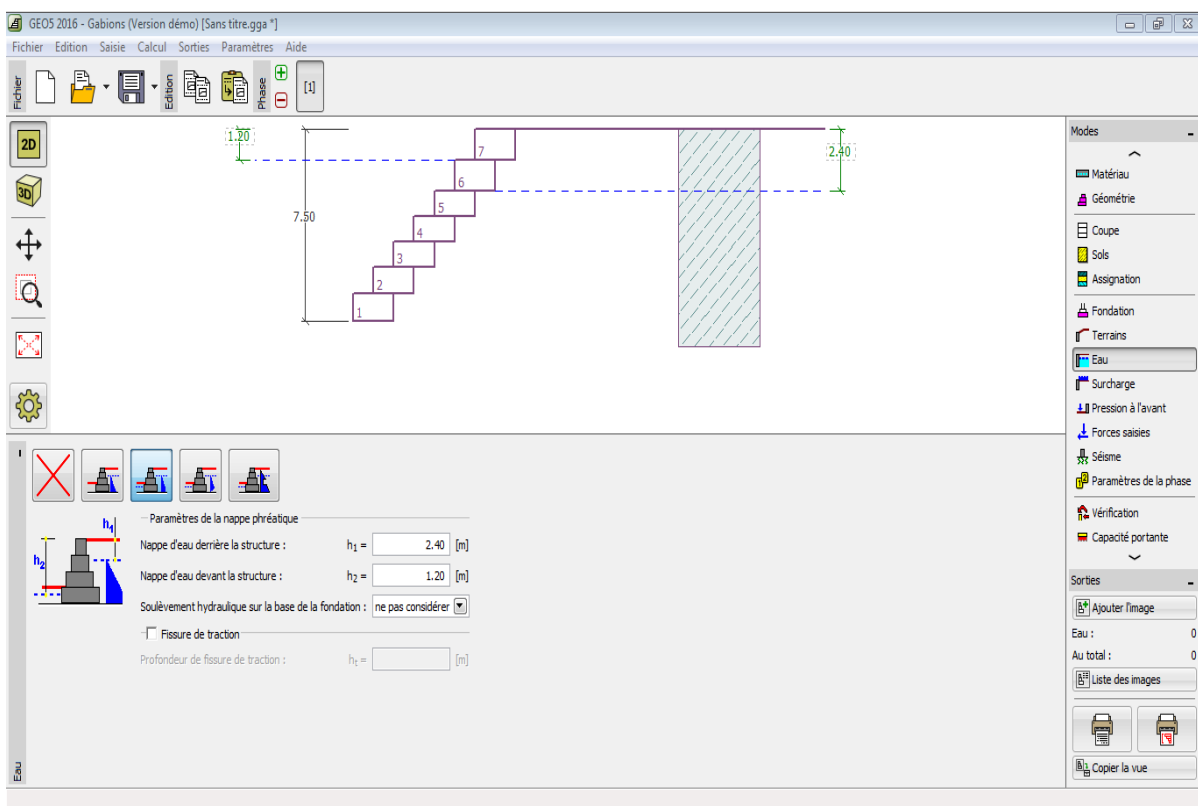 GEO5 2016 - Gabions (Version démo) [Sans titre.gga *]
Fichier Edition Saisie Calcul Sorties Paramètres Aide
Fichier
Edition
Phase
[1]
2D
3D
1.20
7.50
2.40
7
6
5
4
3
2
1
Modes
Matériau
Géométrie
Coupe
Sols
Assignation
Fondation
Terrains
Eau
Surcharge
Pression à l'avant
Forces saisies
Séisme
Paramètres de la phase
Vérification
Capacité portante
Sorties
Ajouter l'image
Eau : 0
Au total : 0
Liste des images
Copier la vue
h1
h2
Paramètres de la nappe phréatique
Nappe d'eau derrière la structure : h1 = 2.40 [m]
Nappe d'eau devant la structure : h2 = 1.20 [m]
Soulèvement hydraulique sur la base de la fondation : ne pas considérer
Fissure de traction
Profondeur de fissure de traction : ht = [m]
Eau